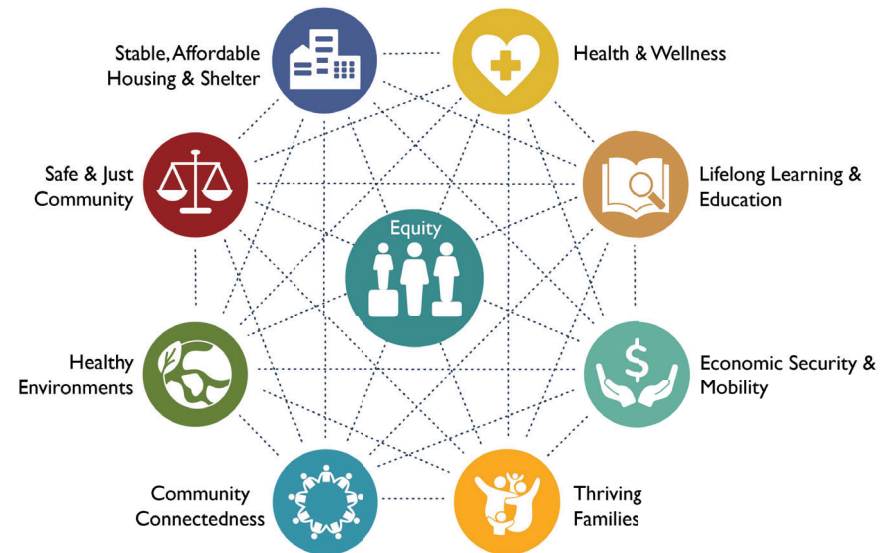 Stable, Affordable
Housing & Shelter
Health & Wellness
Safe & Just
Community
Lifelong Learning &
Education
Equity
Healthy
Environments
$
Economic Security &
Mobility
Community
Connectedness
Thriving
Families